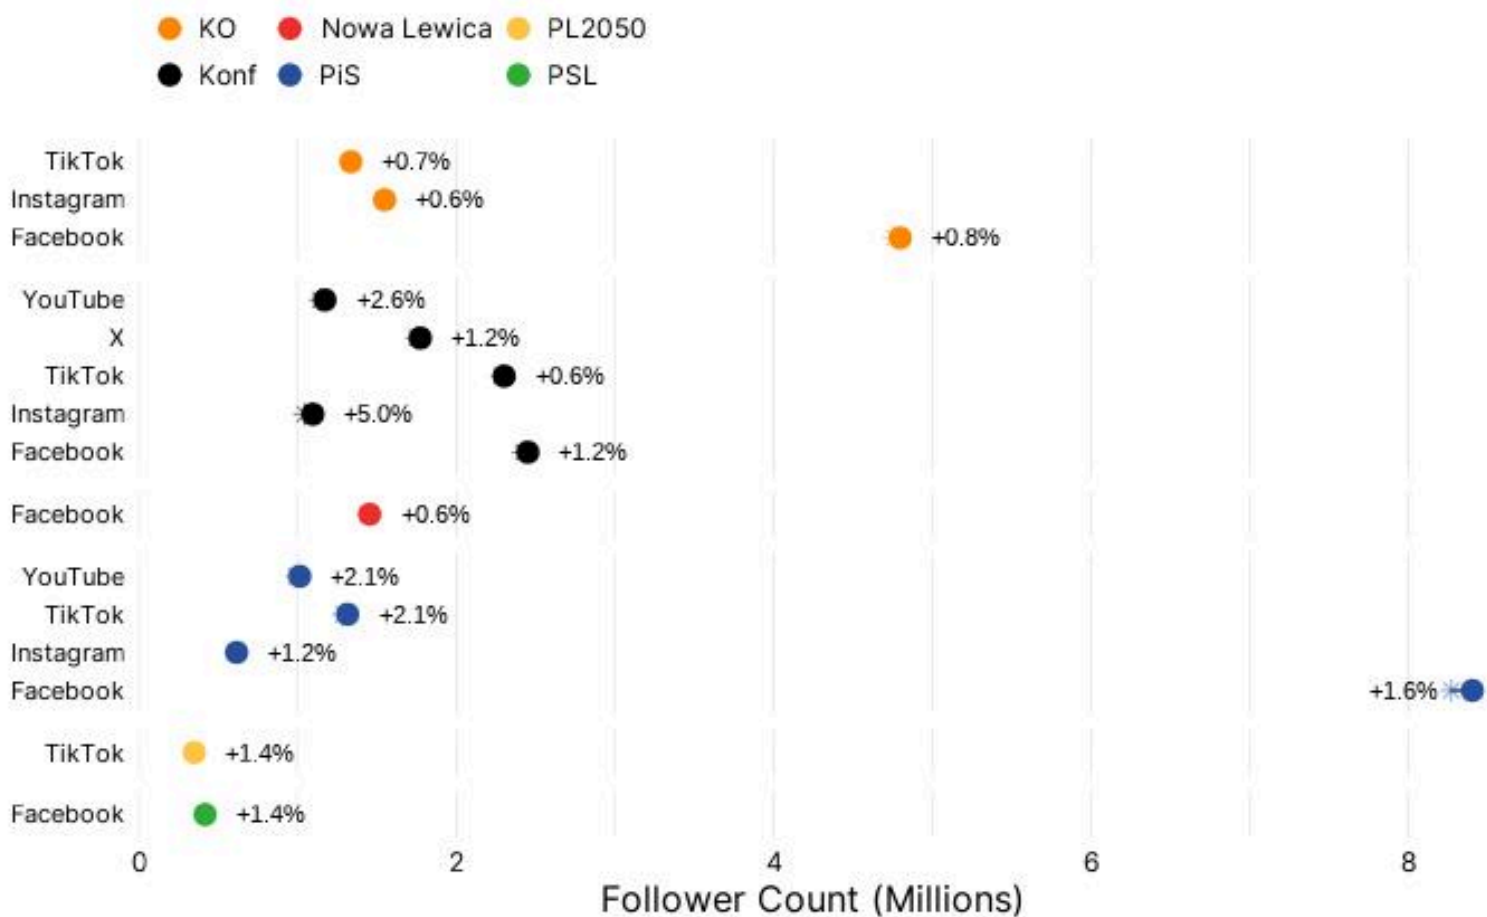 KO Nowa Lewica PL2050
Konf PiS PSL
TikTok +0.7%
Instagram +0.6%
Facebook +0.8%
YouTube +2.6%
X +1.2%
TikTok +0.6%
Instagram +5.0%
Facebook +1.2%
Facebook +0.6%
YouTube +2.1%
TikTok +2.1%
Instagram +1.2%
Facebook +1.6%
TikTok +1.4%
Facebook +1.4%
0 2 4 6 8
Follower Count (Millions)